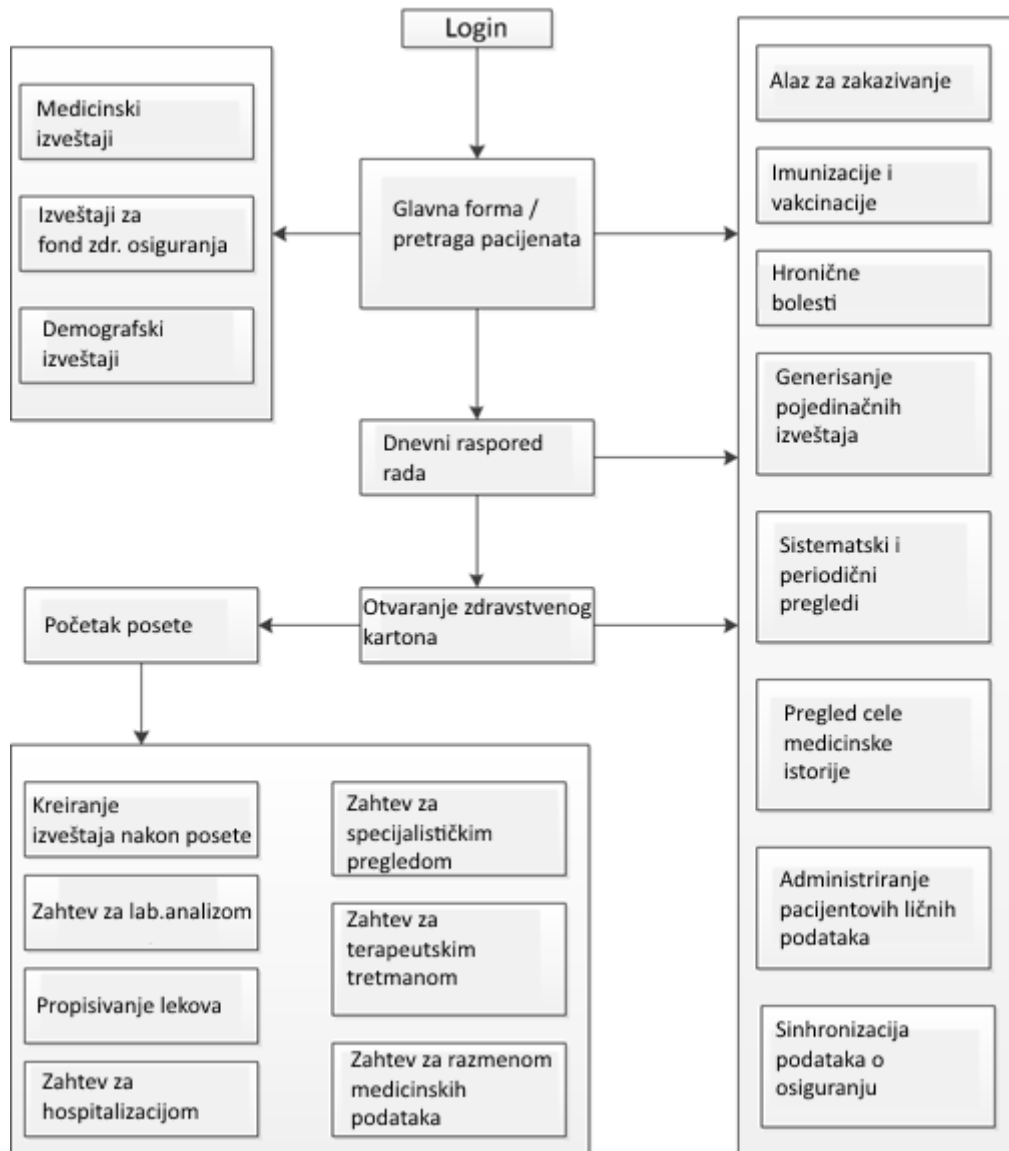 Login
Medicinski
izveštaji
Izveštaji za
fond zdr. osiguranja
Demografski
izveštaji
Glavna forma /
pretraga pacijenata
Dnevni raspored
rada
Otvaranje zdravstvenog
kartona
Početak posete
Kreiranje
izveštaja nakon posete
Zahtev za lab.analizom
Propisivanje lekova
Zahtev za
hospitalizacijom
Zahtev za
specijalističkim
pregledom
Zahtev za
terapeutskim
tretmanom
Zahtev za razmenom
medicinskih
podataka
Alaz za zakazivanje
Imunizacije i
vakcinacije
Hronične
bolesti
Generisanje
pojedinačnih
izveštaja
Sistematski i
periodični
pregledi
Pregled cele
medicinske
istorije
Administriranje
pacijentovih ličnih
podataka
Sinhronizacija
podataka o
osiguranju